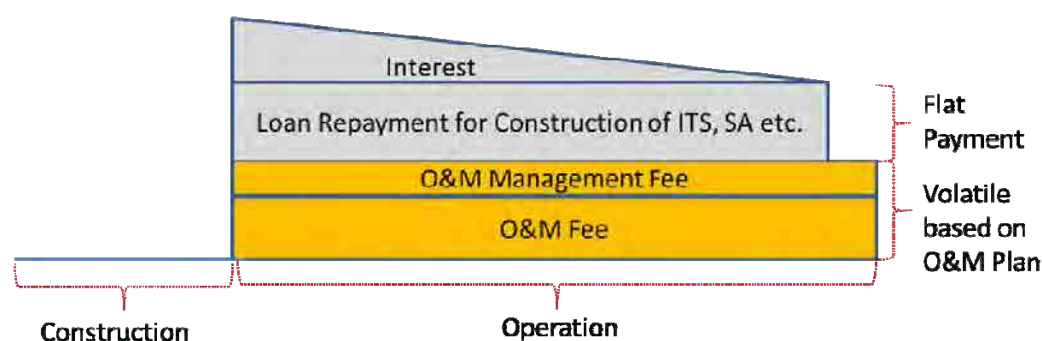 Interest
Loan Repayment for Construction of ITS, SA etc.
Flat
Payment
O&M Management Fee
O&M Fee
Volatile
based on
O&M Plan
Construction
Operation